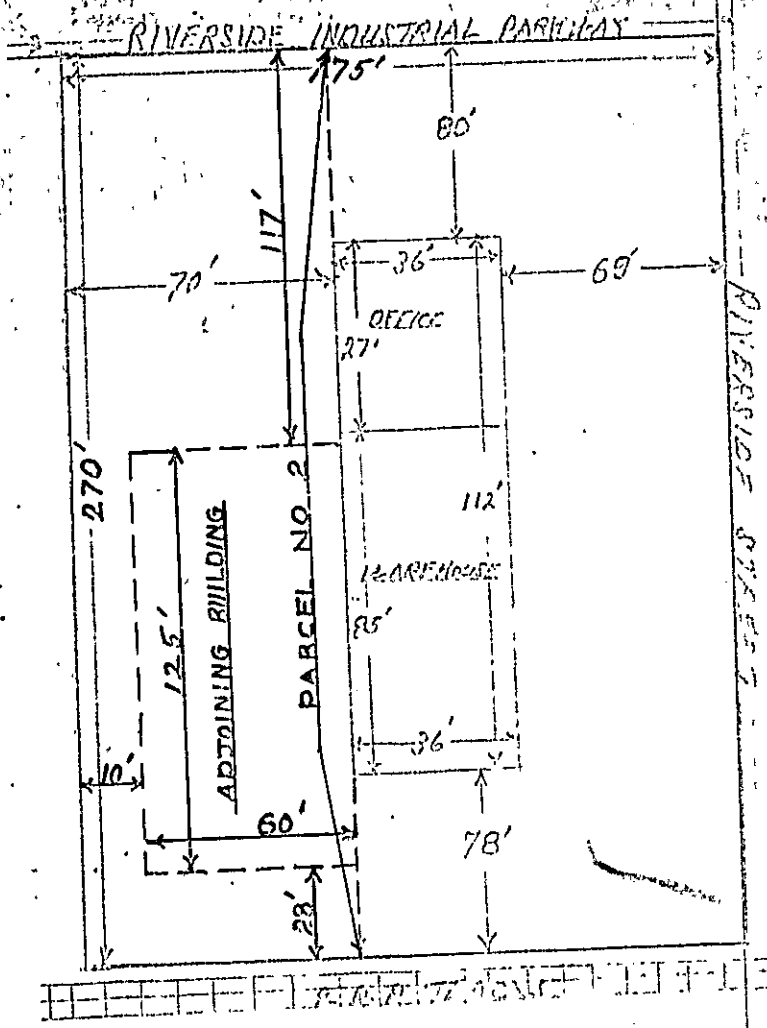 RIVERSIDE INDUSTRIAL PARKWAY
175'
80'
117'
36'
70'
69'
OFFICE
27'
RIVERSIDE STREET
270'
PARCEL NO 2
112'
ADJOINING BUILDING
WAREHOUSE
125'
85'
36'
10'
60'
78'
28'